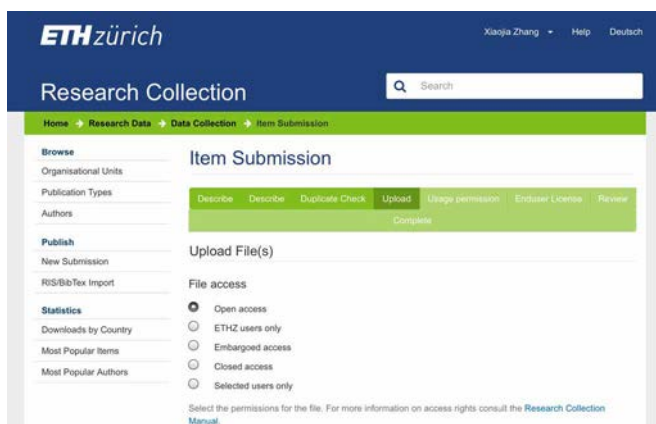 ETH zürich
Xiaojia Zhang Help Deutsch
Research Collection
Search
Home Research Data Data Collection Item Submission
Browse
Organisational Units
Publication Types
Authors
Publish
New Submission
RIS/BibTex Import
Statistics
Downloads by Country
Most Popular Items
Most Popular Authors
Item Submission
Describe Describe Duplicate Check Upload Usage permission Enduser License Review
Complete
Upload File(s)
File access
Open access
ETHZ users only
Embargoed access
Closed access
Selected users only
Select the permissions for the file. For more information on access rights consult the Research Collection
Manual.